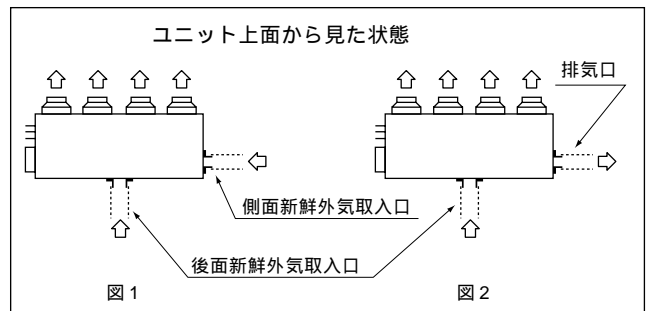 ユニット上面から見た状態
排気口
側面新鮮外気取入口
後面新鮮外気取入口
図1
図2